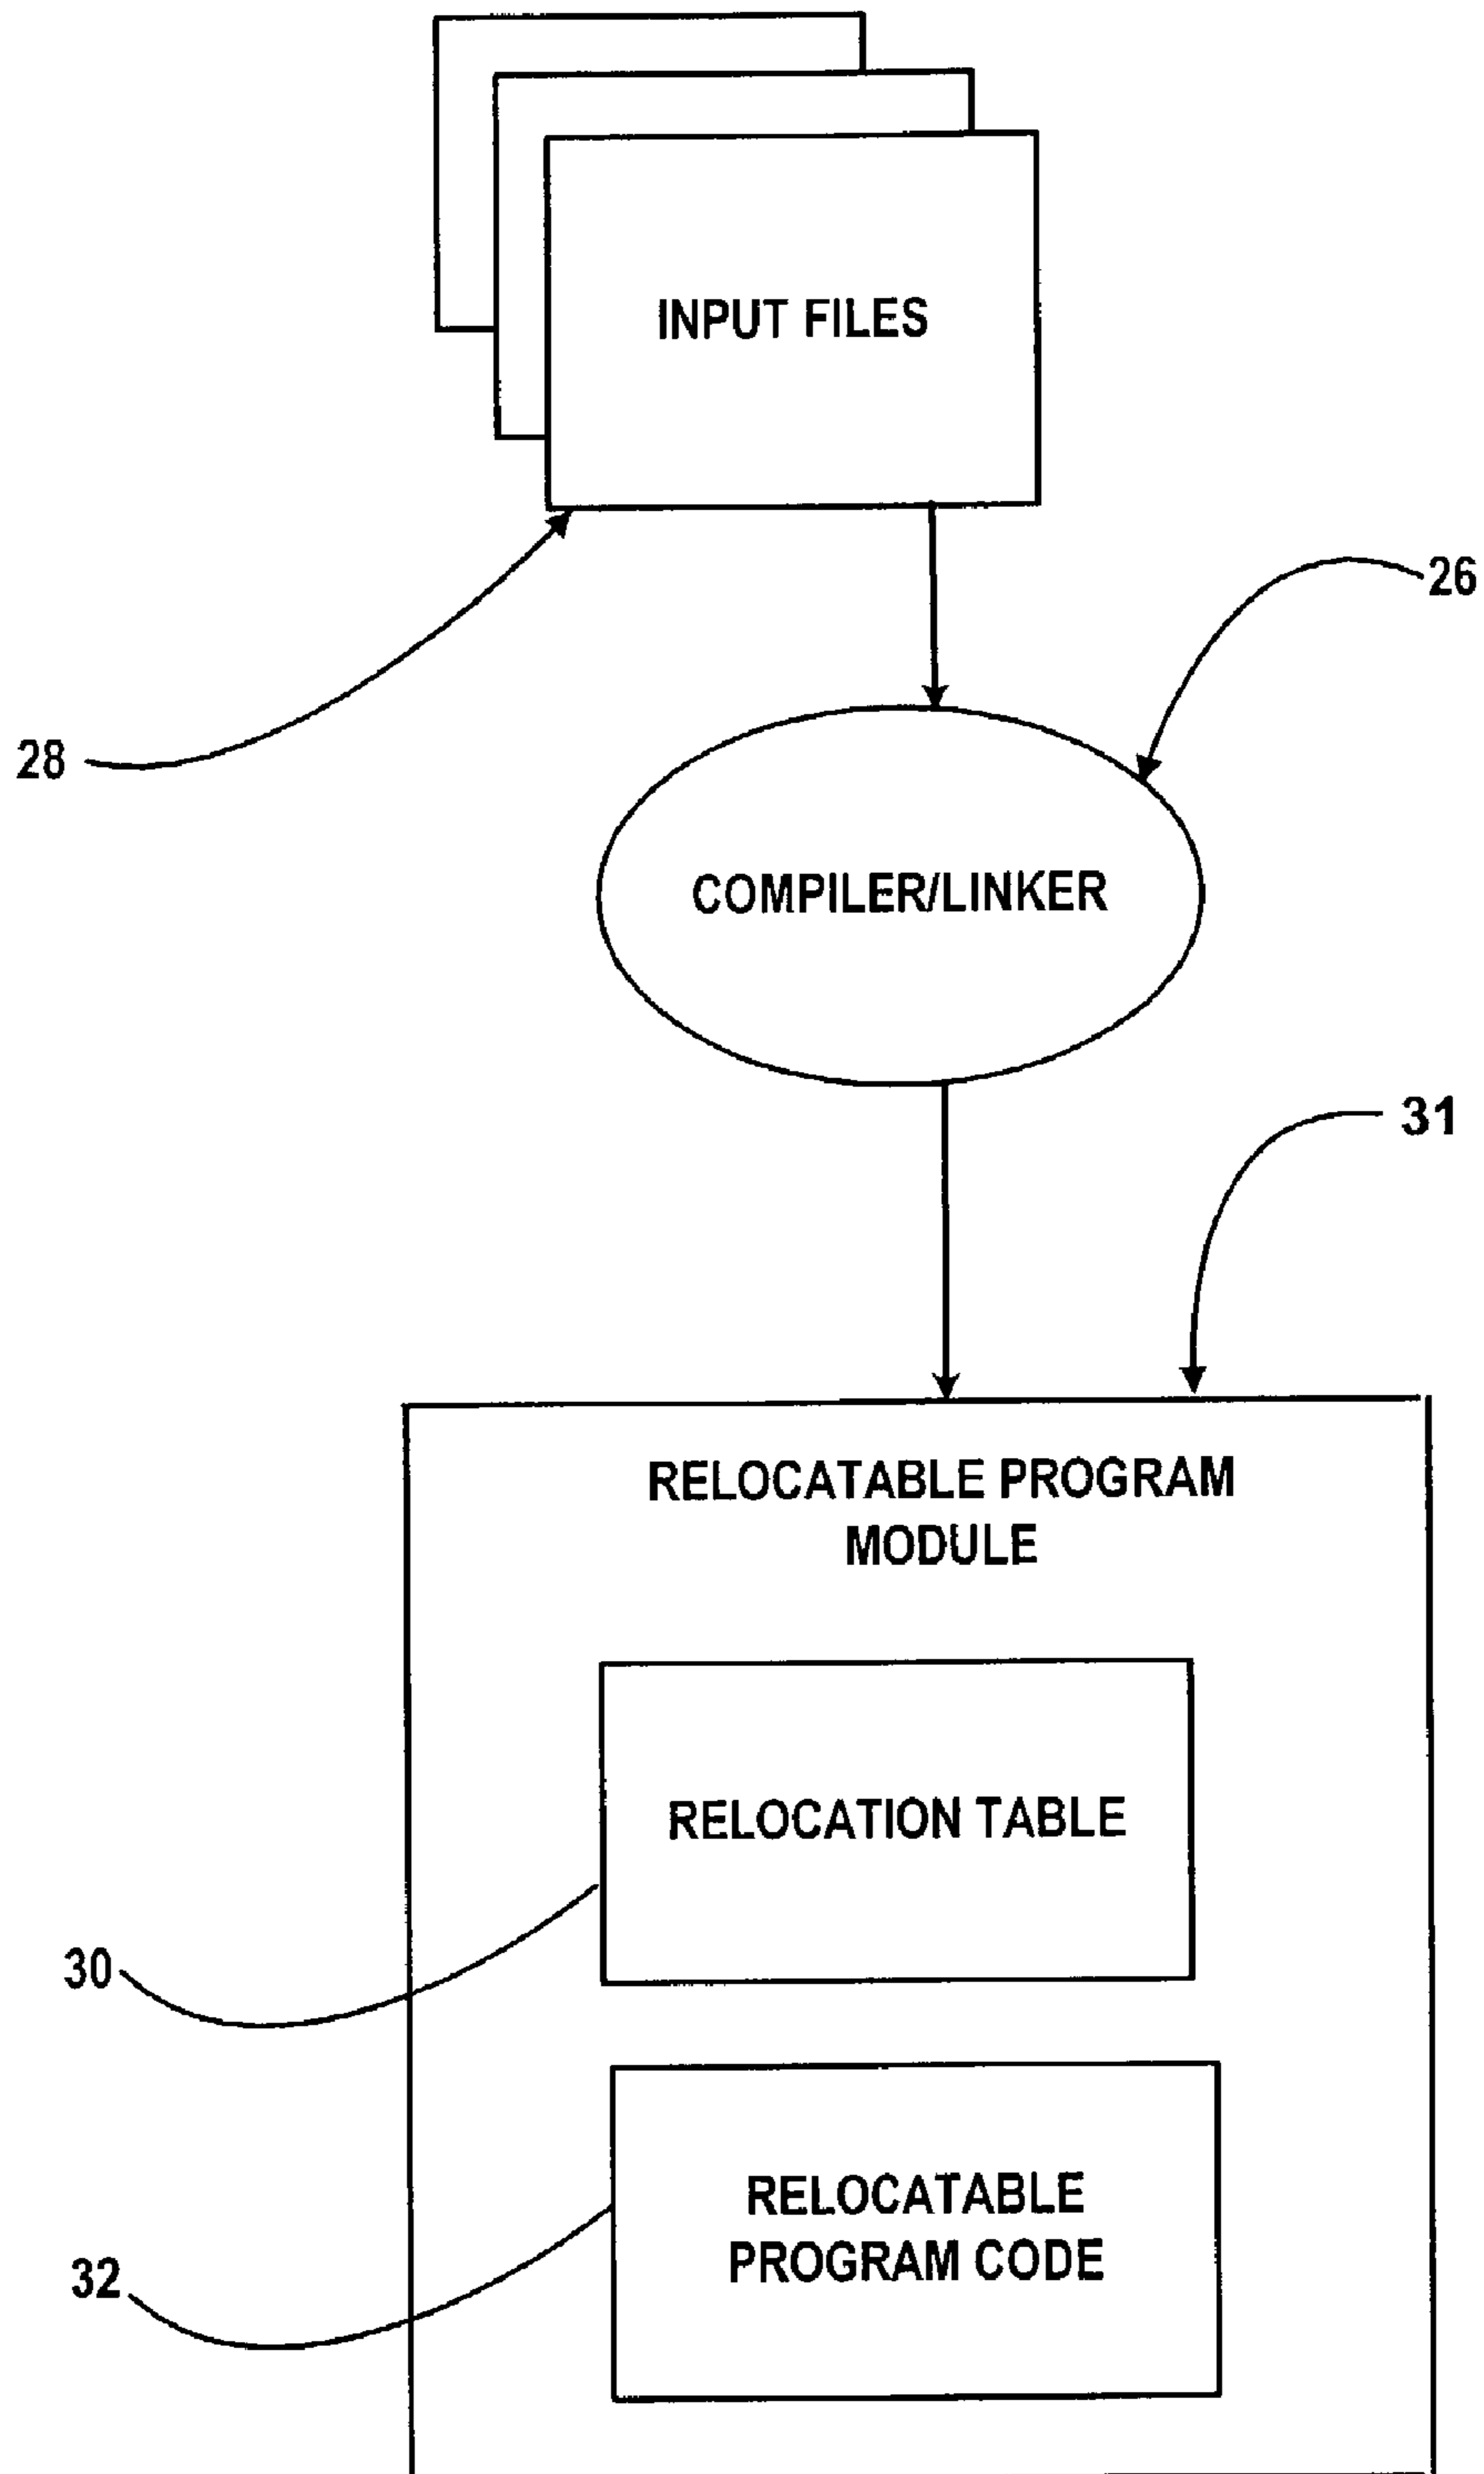 INPUT FILES
26
28
COMPILER/LINKER
31
RELOCATABLE PROGRAM
MODULE
RELOCATION TABLE
30
RELOCATABLE
PROGRAM CODE
32